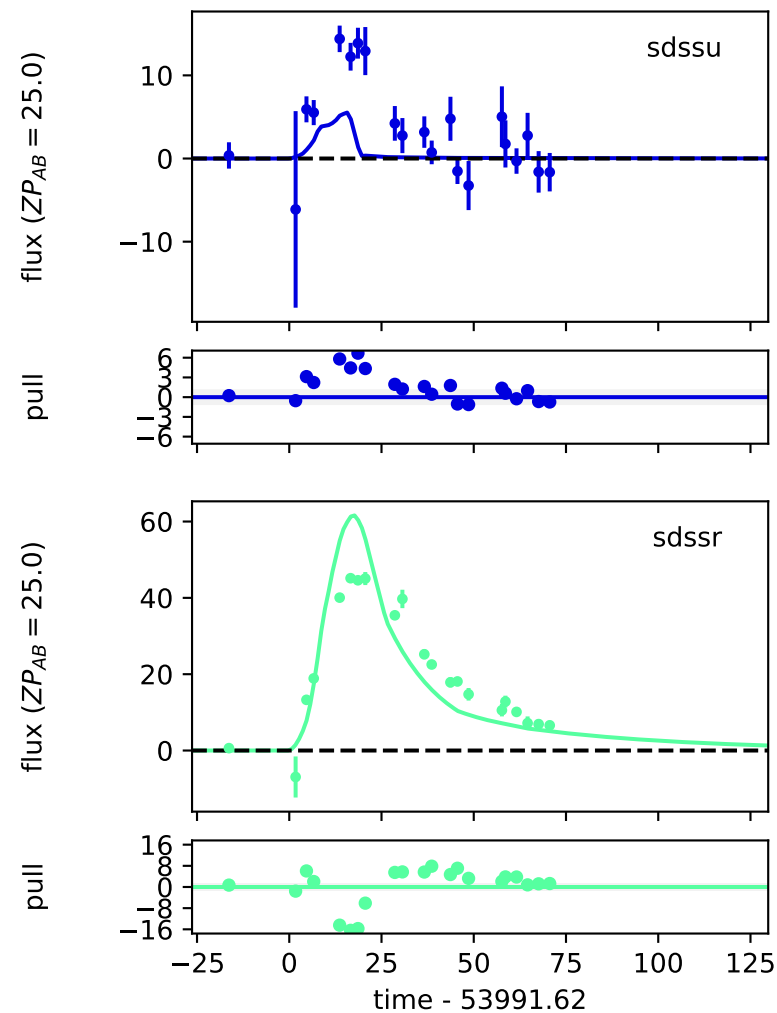 sdssu
flux (ZP_AB = 25.0)
10
0
−10
pull
6
3
0
−3
−6
sdssr
flux (ZP_AB = 25.0)
60
40
20
0
pull
16
8
0
−8
−16
−25 0 25 50 75 100 125
time - 53991.62